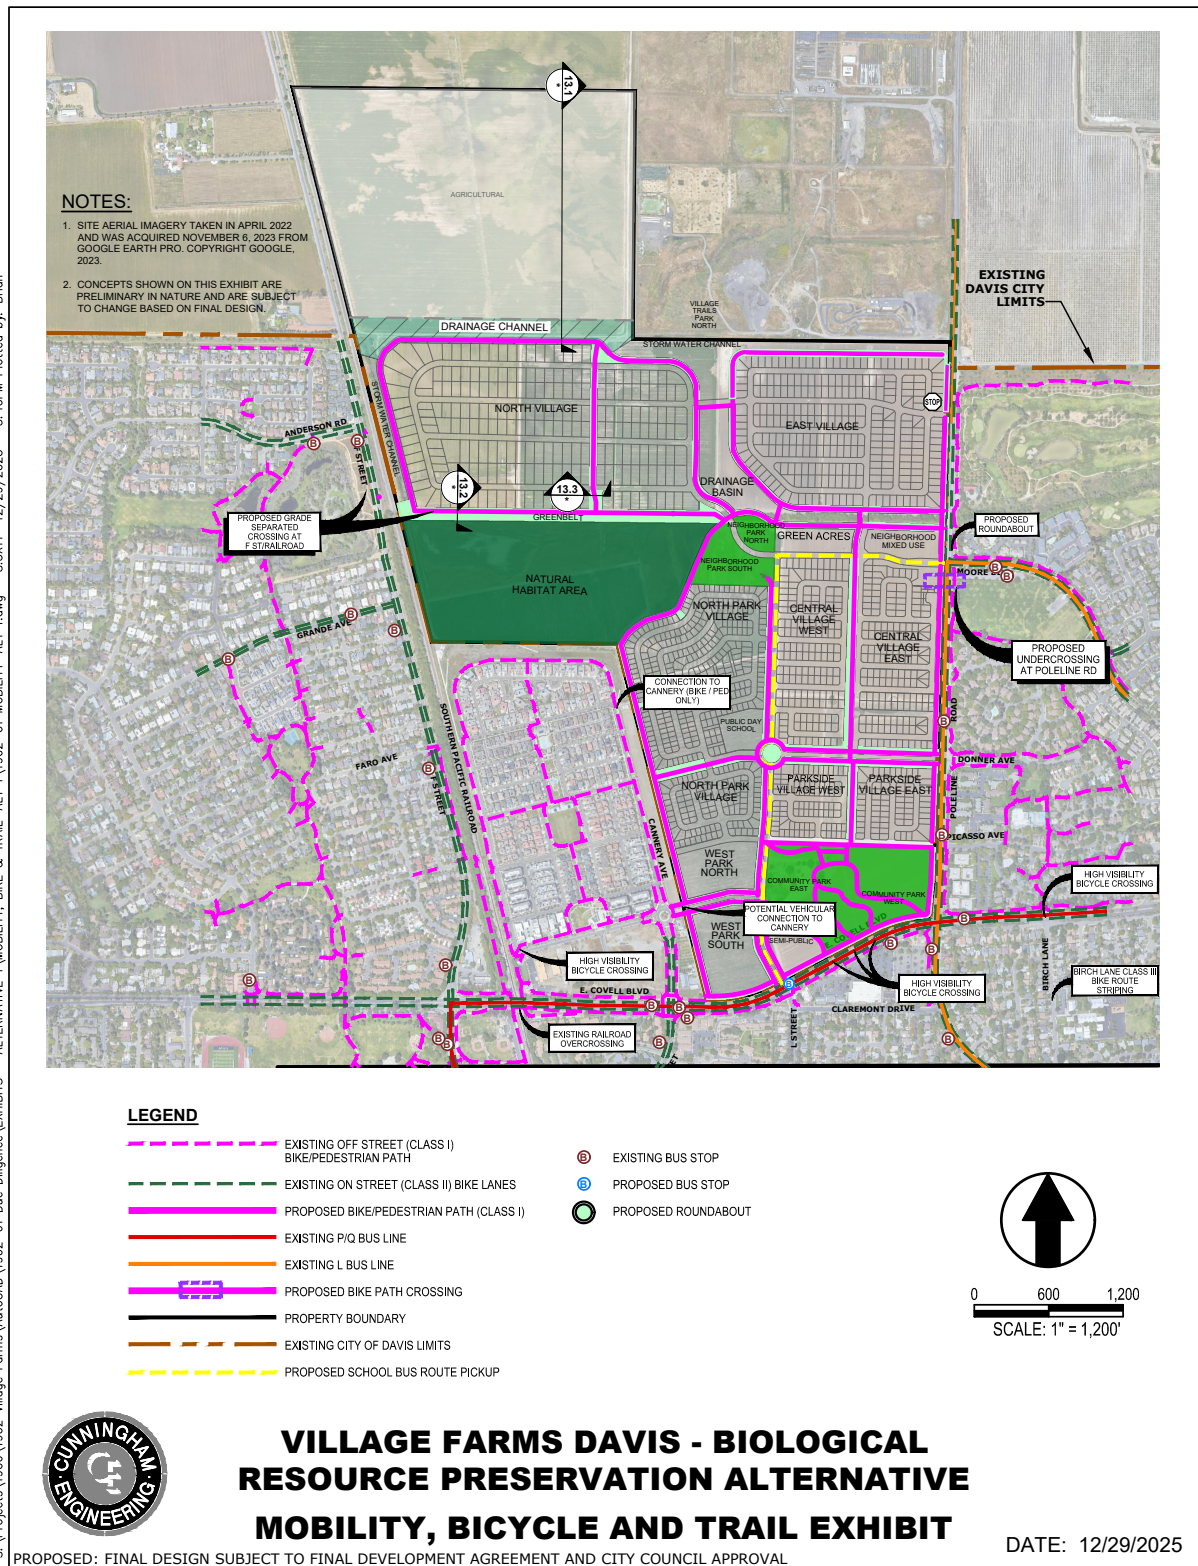 NOTES:
1. SITE AERIAL IMAGERY TAKEN IN APRIL 2022
AND WAS ACQUIRED NOVEMBER 6, 2023 FROM
GOOGLE EARTH PRO. COPYRIGHT GOOGLE,
2023.
2. CONCEPTS SHOWN ON THIS EXHIBIT ARE
PRELIMINARY IN NATURE AND ARE SUBJECT
TO CHANGE BASED ON FINAL DESIGN.
13.1
*
AGRICULTURAL
EXISTING
DAVIS CITY
LIMITS
VILLAGE
TRAILS
PARK
NORTH
DRAINAGE CHANNEL
STORM WATER CHANNEL
STORM WATER CHANNEL
NORTH VILLAGE
EAST VILLAGE
STOP
ANDERSON RD
F STREET
13.2
*
13.3
*
DRAINAGE
BASIN
GREENBELT
PROPOSED GRADE
SEPARATED
CROSSING AT
F ST/RAILROAD
NEIGHBORHOOD
PARK
NORTH
GREEN ACRES
NEIGHBORHOOD
MIXED USE
PROPOSED
ROUNDABOUT
NEIGHBORHOOD
PARK SOUTH
MOORE
NATURAL
HABITAT AREA
NORTH PARK
VILLAGE
CENTRAL
VILLAGE
WEST
CENTRAL
VILLAGE
EAST
GRANDE AVE
PROPOSED
UNDERCROSSING
AT POLELINE RD
CONNECTION TO
CANNERY (BIKE / PED
ONLY)
PUBLIC DAY
SCHOOL
ROAD
SOUTHERN PACIFIC RAILROAD
FARO AVE
F STREET
DONNER AVE
NORTH PARK
VILLAGE
PARKSIDE
VILLAGE WEST
PARKSIDE
VILLAGE EAST
POLELINE
CANNERY AVE
PICASSO AVE
WEST
PARK
NORTH
COMMUNITY PARK
EAST
COMMUNITY PARK
WEST
HIGH VISIBILITY
BICYCLE CROSSING
POTENTIAL VEHICULAR
CONNECTION TO
CANNERY
WEST
PARK
SOUTH
SEMI-PUBLIC
E. COVELL BLVD
HIGH VISIBILITY
BICYCLE CROSSING
BIRCH LANE
BIRCH LANE CLASS III
BIKE ROUTE
STRIPING
HIGH VISIBILITY
BICYCLE CROSSING
E. COVELL BLVD
CLAREMONT DRIVE
L STREET
EXISTING RAILROAD
OVERCROSSING
LEGEND
EXISTING OFF STREET (CLASS I)
BIKE/PEDESTRIAN PATH
EXISTING ON STREET (CLASS II) BIKE LANES
PROPOSED BIKE/PEDESTRIAN PATH (CLASS I)
EXISTING P/Q BUS LINE
EXISTING L BUS LINE
PROPOSED BIKE PATH CROSSING
PROPERTY BOUNDARY
EXISTING CITY OF DAVIS LIMITS
PROPOSED SCHOOL BUS ROUTE PICKUP
B EXISTING BUS STOP
B PROPOSED BUS STOP
PROPOSED ROUNDABOUT
0 600 1,200
SCALE: 1" = 1,200'
CUNNINGHAM
ENGINEERING
VILLAGE FARMS DAVIS - BIOLOGICAL
RESOURCE PRESERVATION ALTERNATIVE
MOBILITY, BICYCLE AND TRAIL EXHIBIT
PROPOSED: FINAL DESIGN SUBJECT TO FINAL DEVELOPMENT AGREEMENT AND CITY COUNCIL APPROVAL
DATE: 12/29/2025